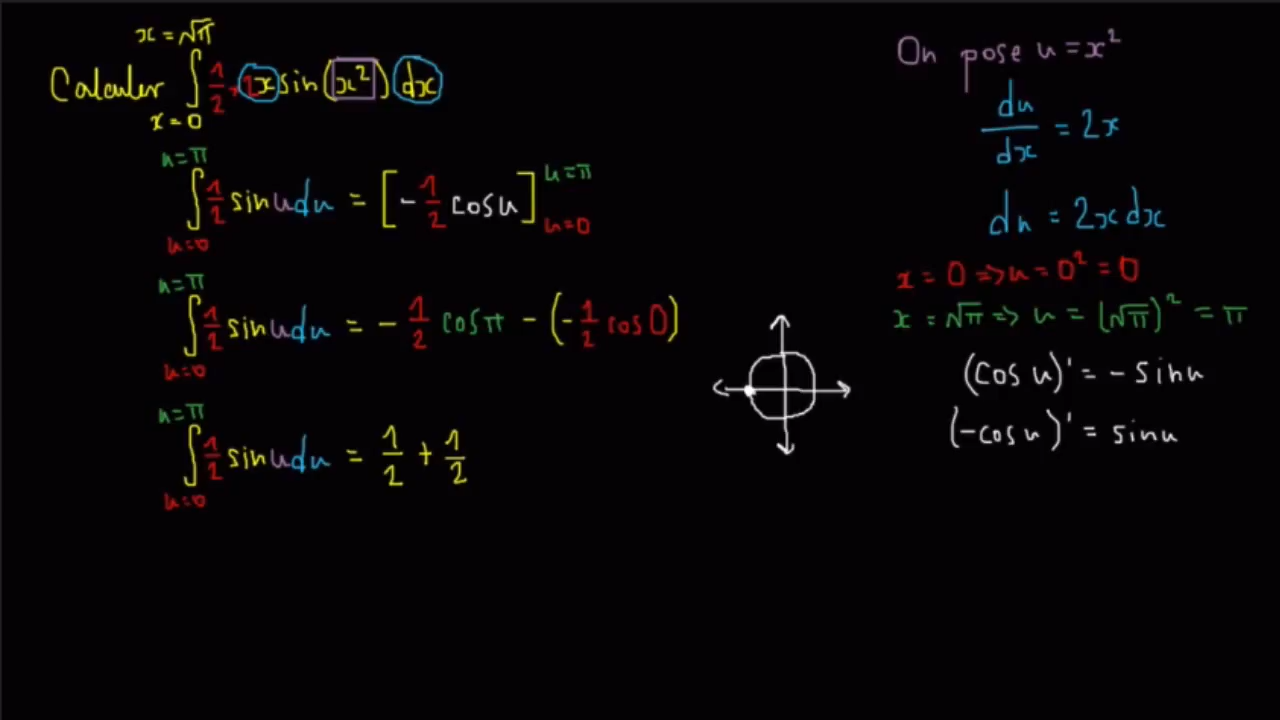 x = √π
Calculer ∫ 1/2 · 2x sin(x²) dx
x = 0
u = π
∫ 1/2 sin u du = [ - 1/2 cos u ] u = π
u = 0 u = 0
u = π
∫ 1/2 sin u du = - 1/2 cos π - (- 1/2 cos 0)
u = 0
u = π
∫ 1/2 sin u du = 1/2 + 1/2
u = 0
On pose u = x²
du/dx = 2x
du = 2x dx
x = 0 => u = 0² = 0
x = √π => u = (√π)² = π
(cos u)' = - sin u
(-cos u)' = sin u